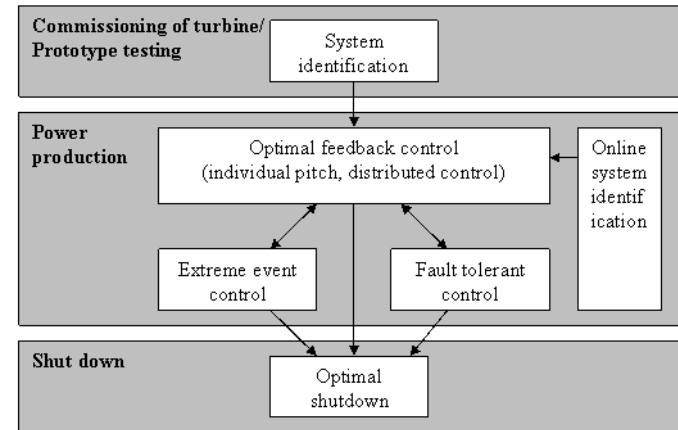 Commissioning of turbine/
Prototype testing
System
identification
Power
production
Optimal feedback control
(individual pitch, distributed control)
Online
system
identif
ication
Extreme event
control
Fault tolerant
control
Shut down
Optimal
shutdown